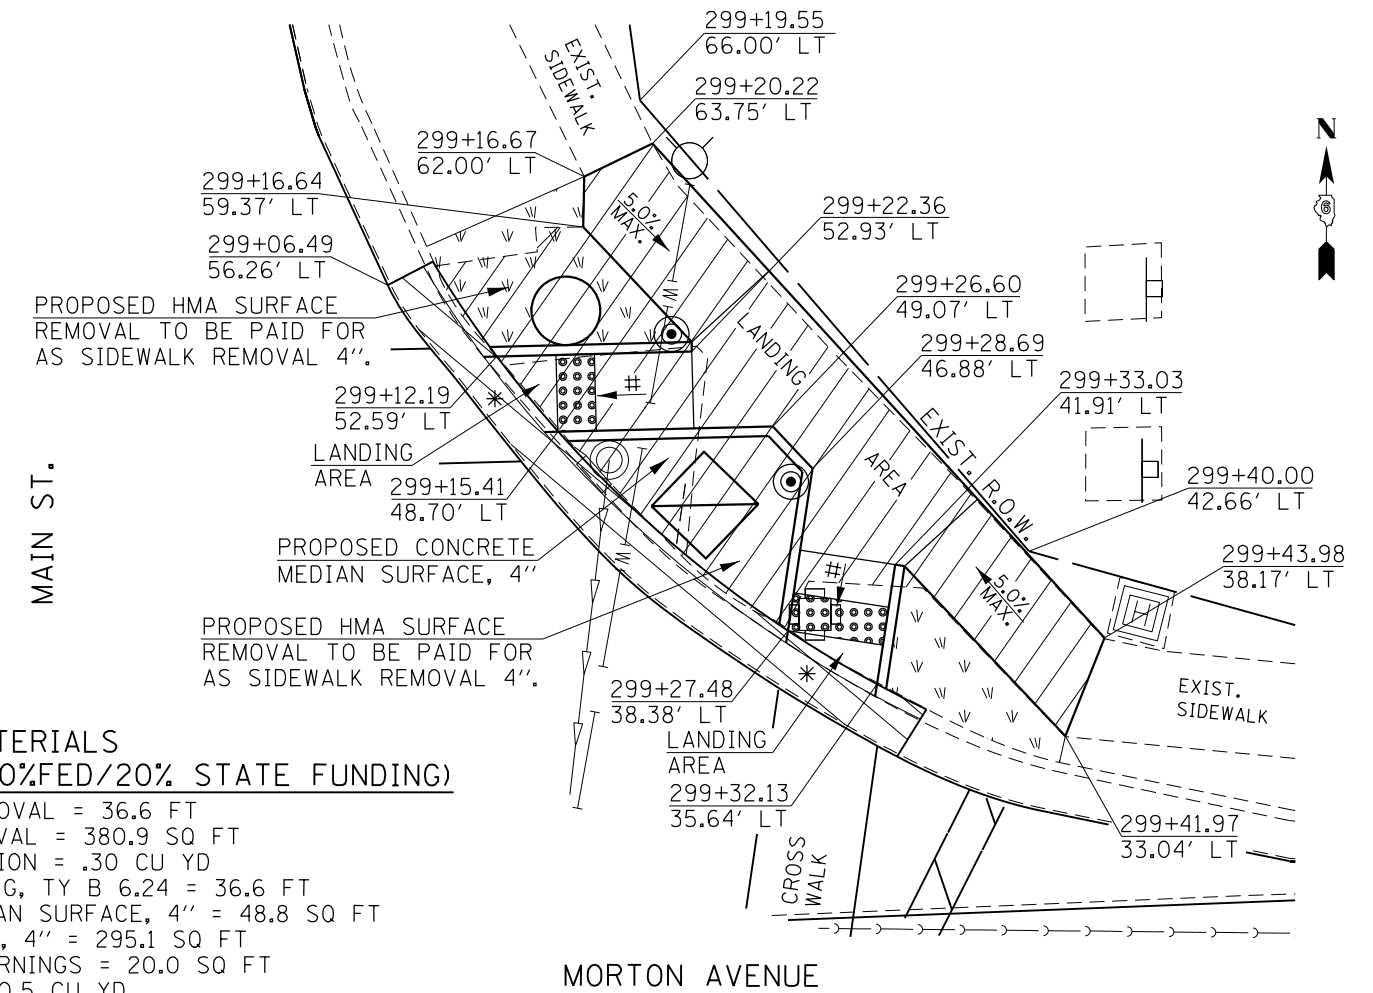 299+19.55
66.00' LT
299+20.22
63.75' LT
EXIST.
SIDEWALK
299+16.67
62.00' LT
N
6
299+16.64
59.37' LT
5.0%
MAX.
299+22.36
52.93' LT
299+06.49
56.26' LT
PROPOSED HMA SURFACE
REMOVAL TO BE PAID FOR
AS SIDEWALK REMOVAL 4".
W
299+26.60
49.07' LT
LANDING
299+28.69
46.88' LT
299+33.03
41.91' LT
#
*
299+12.19
52.59' LT
LANDING
AREA
EXIST. R.O.W.
AREA
299+15.41
48.70' LT
299+40.00
42.66' LT
MAIN ST.
PROPOSED CONCRETE
MEDIAN SURFACE, 4"
W
#
299+43.98
38.17' LT
5.0%
MAX.
PROPOSED HMA SURFACE
REMOVAL TO BE PAID FOR
AS SIDEWALK REMOVAL 4".
*
299+27.48
38.38' LT
EXIST.
SIDEWALK
LANDING
AREA
299+32.13
35.64' LT
299+41.97
33.04' LT
CROSS
WALK
TERIALS
0%FED/20% STATE FUNDING)
OVAL = 36.6 FT
VAL = 380.9 SQ FT
ION = .30 CU YD
G, TY B 6.24 = 36.6 FT
AN SURFACE, 4" = 48.8 SQ FT
, 4" = 295.1 SQ FT
RNINGS = 20.0 SQ FT
0.5 CU YD
MORTON AVENUE